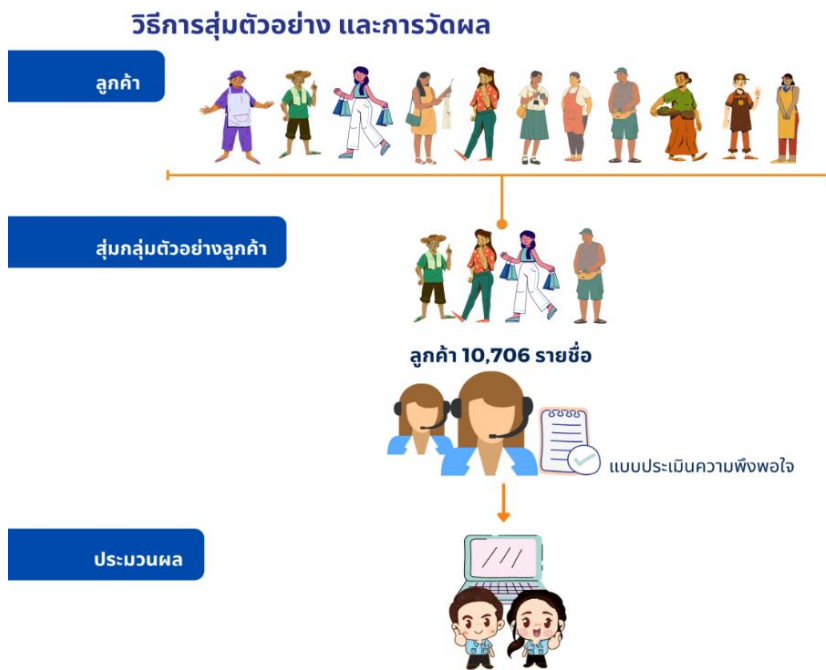 วิธีการสุ่มตัวอย่าง และการวัดผล
ลูกค้า
สุ่มกลุ่มตัวอย่างลูกค้า
ลูกค้า 10,706 รายชื่อ
แบบประเมินความพึงพอใจ
ประมวนผล